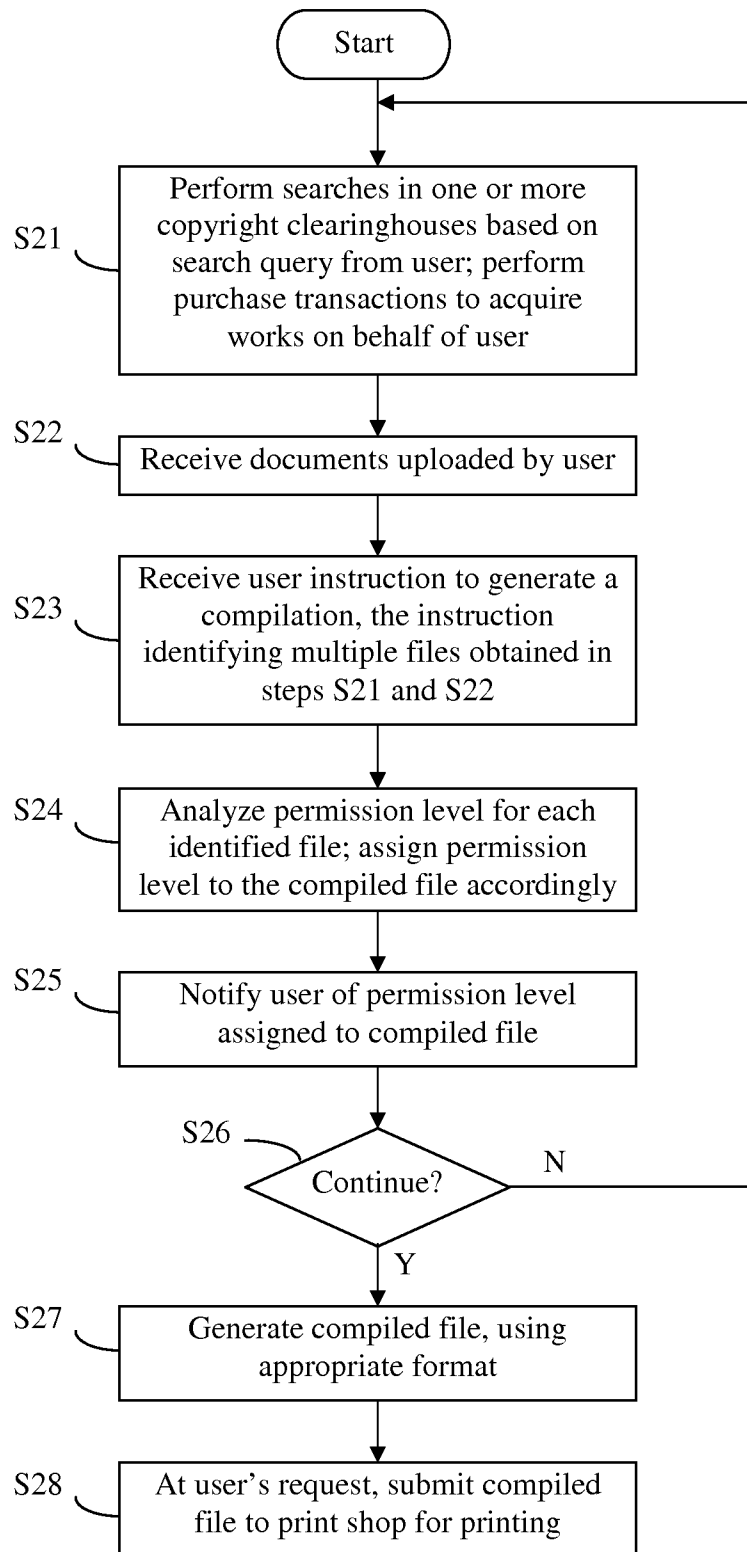 Start
S21
Perform searches in one or more
copyright clearinghouses based on
search query from user; perform
purchase transactions to acquire
works on behalf of user
S22
Receive documents uploaded by user
S23
Receive user instruction to generate a
compilation, the instruction
identifying multiple files obtained in
steps S21 and S22
S24
Analyze permission level for each
identified file; assign permission
level to the compiled file accordingly
S25
Notify user of permission level
assigned to compiled file
S26
Continue?
N
Y
S27
Generate compiled file, using
appropriate format
S28
At user's request, submit compiled
file to print shop for printing